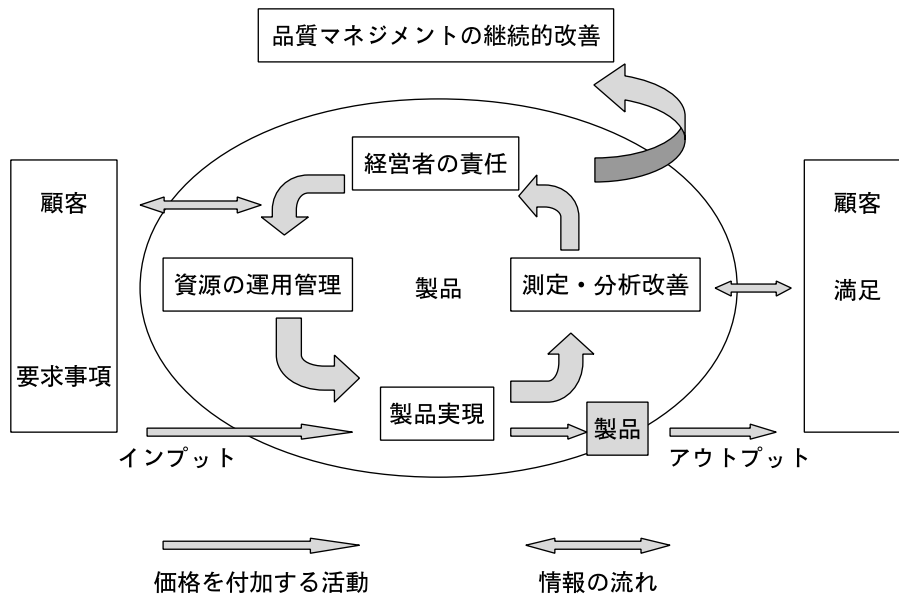 品質マネジメントの継続的改善
経営者の責任
顧客
顧客
資源の運用管理
製品
測定・分析改善
満足
要求事項
製品実現
製品
インプット
アウトプット
価格を付加する活動
情報の流れ